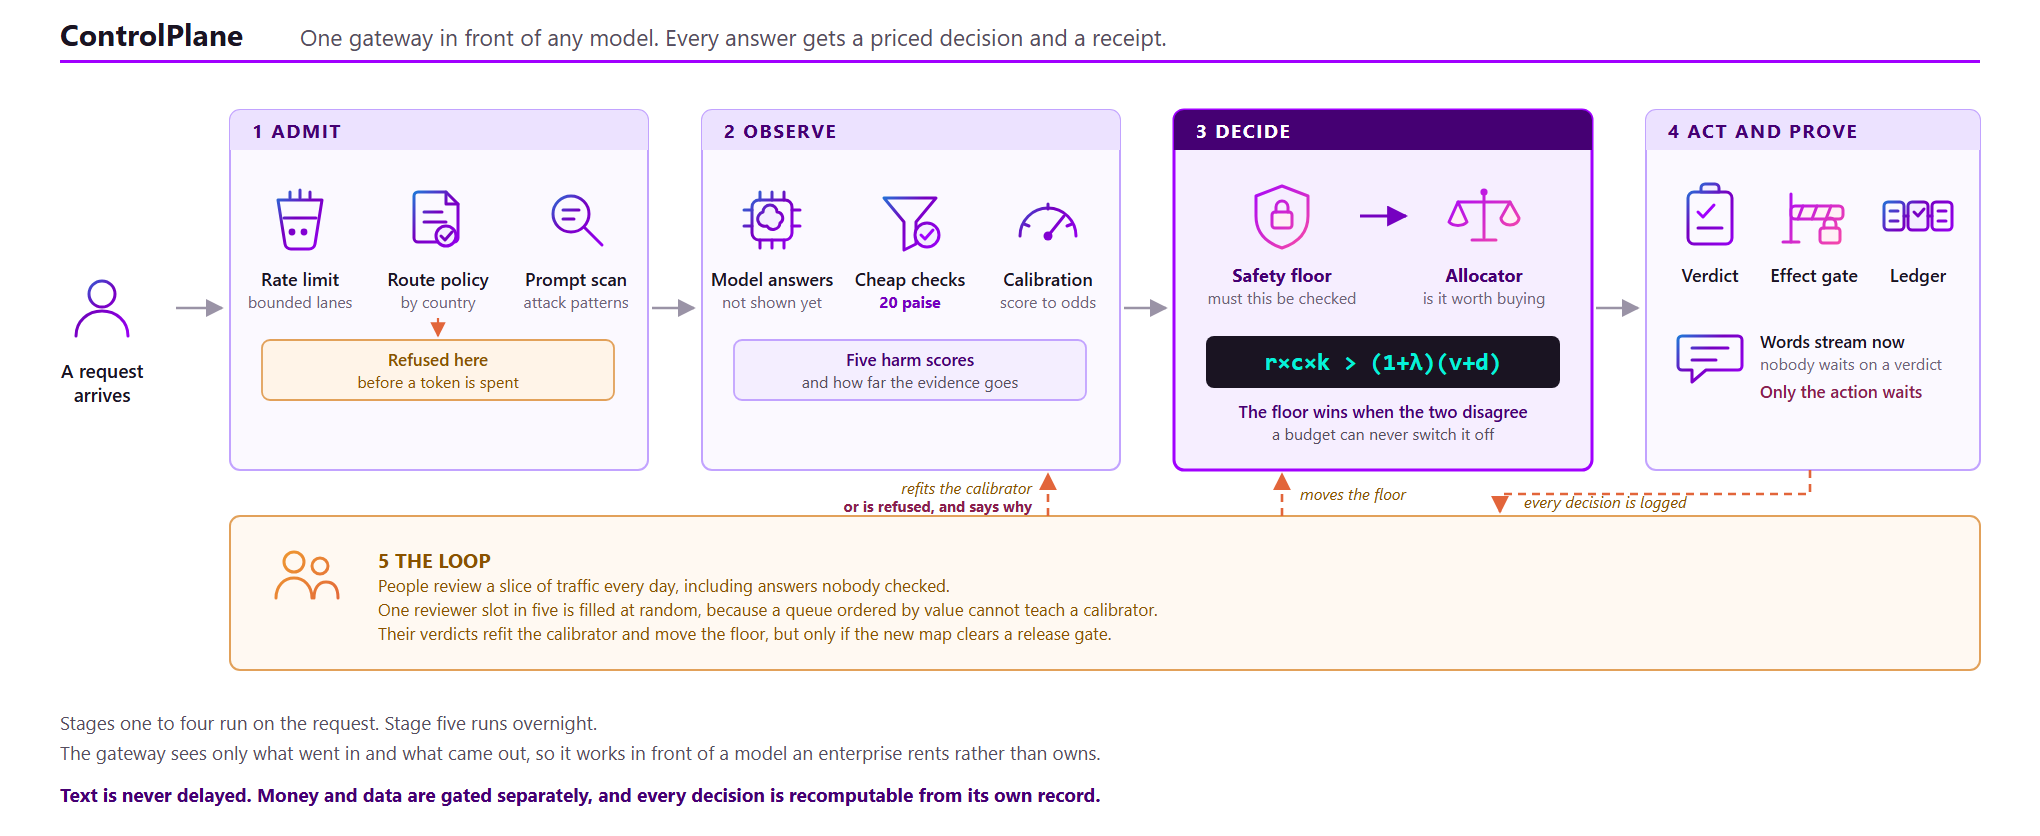 ControlPlane
One gateway in front of any model. Every answer gets a priced decision and a receipt.
A request
arrives
1 ADMIT
Rate limit
bounded lanes
Route policy
by country
Prompt scan
attack patterns
Refused here
before a token is spent
2 OBSERVE
Model answers
not shown yet
Cheap checks
20 paise
Calibration
score to odds
Five harm scores
and how far the evidence goes
3 DECIDE
Safety floor
must this be checked
Allocator
is it worth buying
r×c×k > (1+λ)(v+d)
The floor wins when the two disagree
a budget can never switch it off
4 ACT AND PROVE
Verdict
Effect gate
Ledger
Words stream now
nobody waits on a verdict
Only the action waits
refits the calibrator
or is refused, and says why
moves the floor
every decision is logged
5 THE LOOP
People review a slice of traffic every day, including answers nobody checked.
One reviewer slot in five is filled at random, because a queue ordered by value cannot teach a calibrator.
Their verdicts refit the calibrator and move the floor, but only if the new map clears a release gate.
Stages one to four run on the request. Stage five runs overnight.
The gateway sees only what went in and what came out, so it works in front of a model an enterprise rents rather than owns.
Text is never delayed. Money and data are gated separately, and every decision is recomputable from its own record.